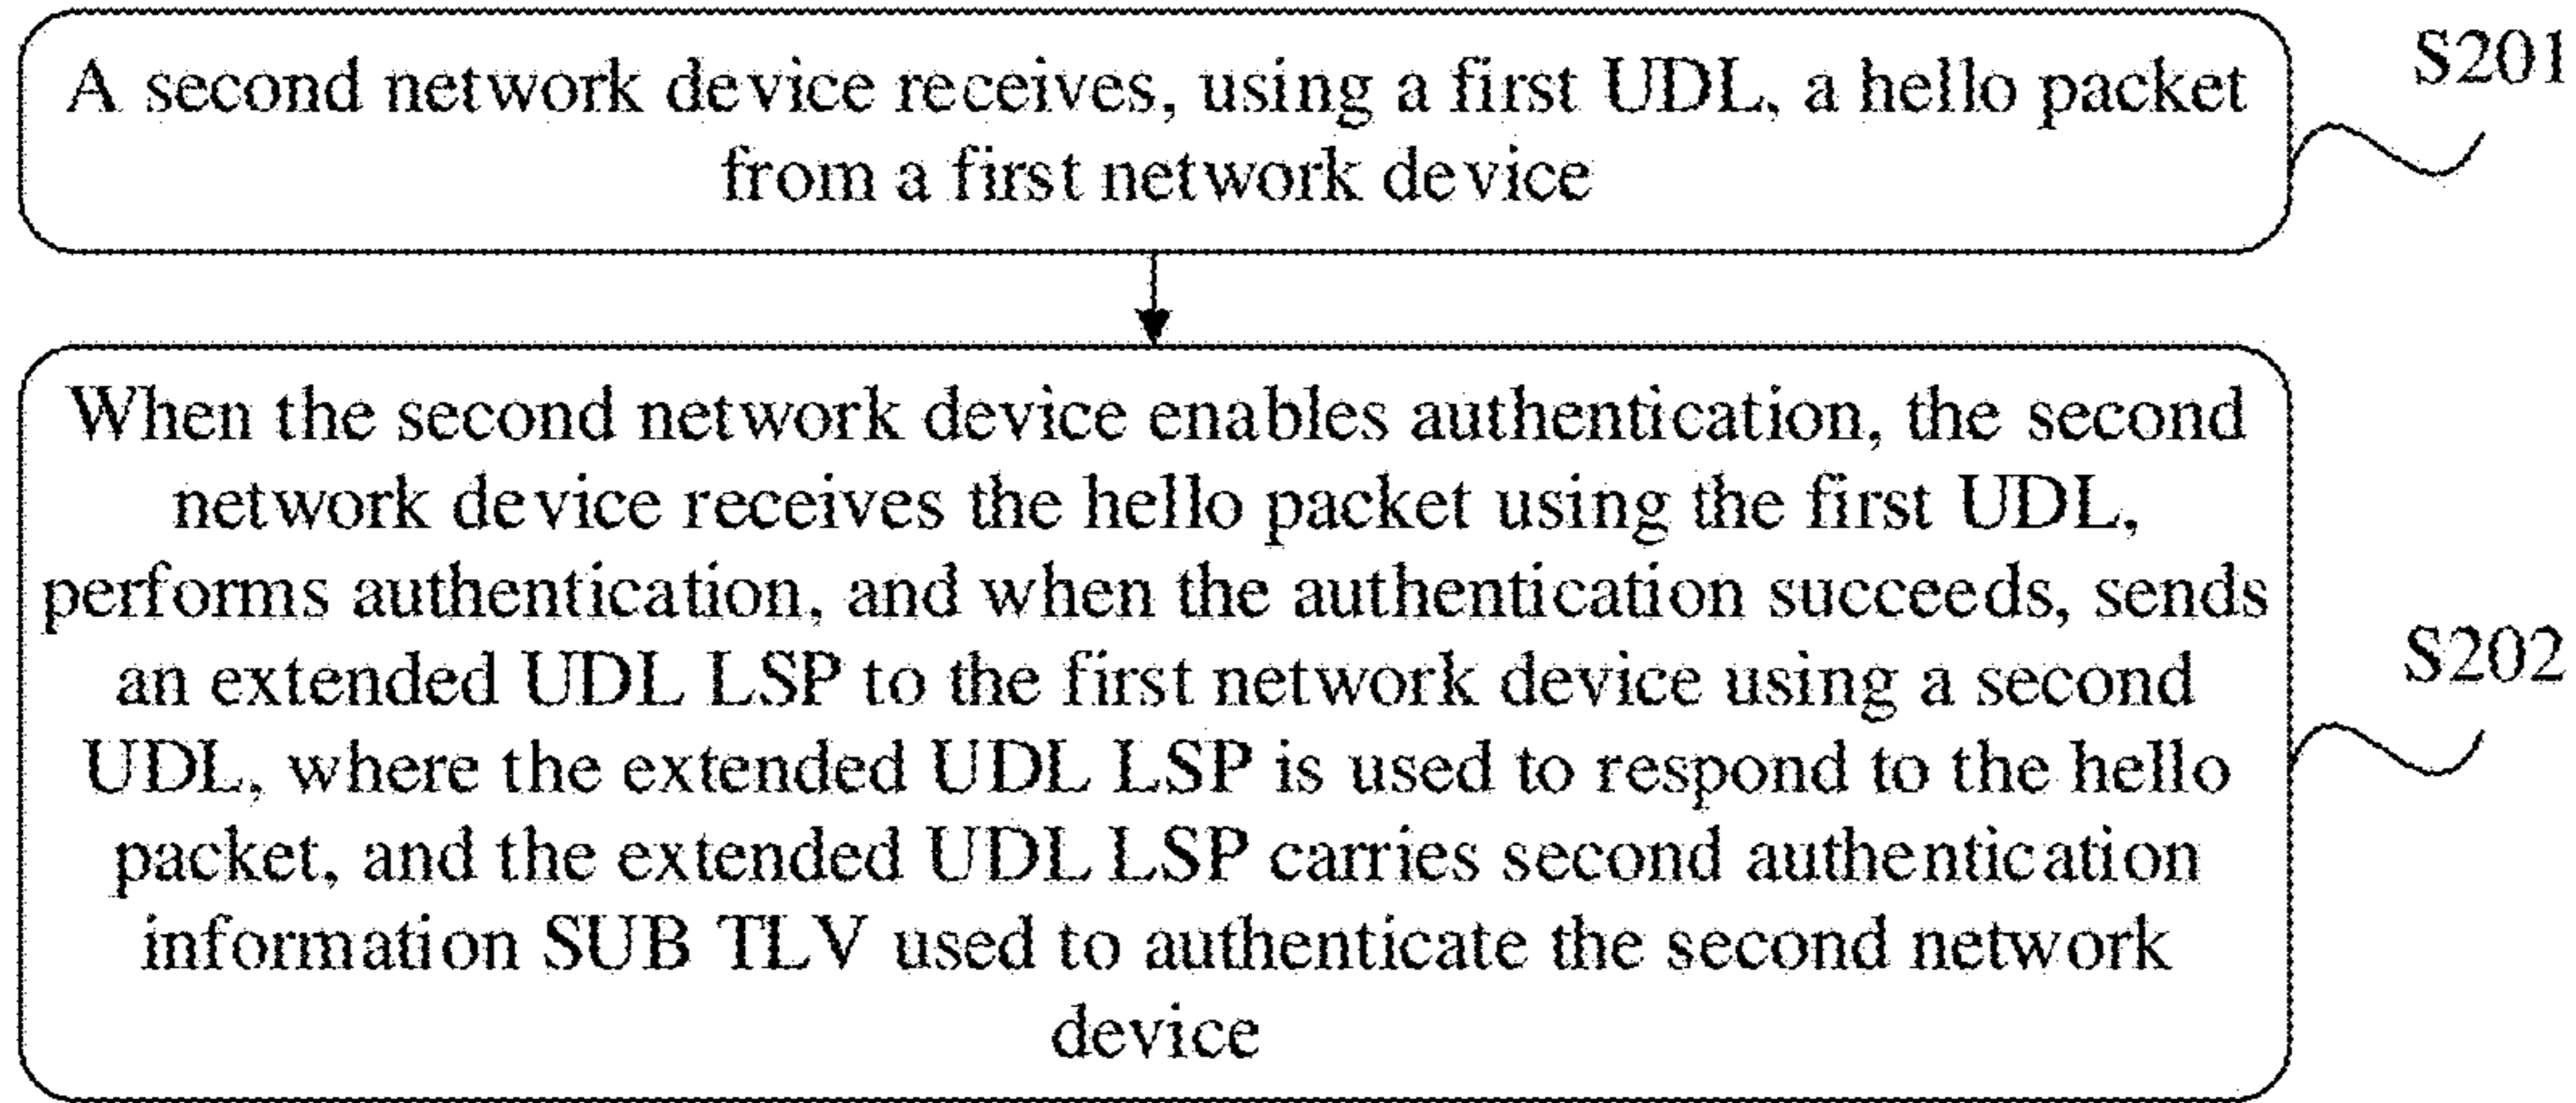 A second network device receives, using a first UDL, a hello packet
from a first network device
S201
When the second network device enables authentication, the second
network device receives the hello packet using the first UDL,
performs authentication, and when the authentication succeeds, sends
an extended UDL LSP to the first network device using a second
UDL, where the extended UDL LSP is used to respond to the hello
packet, and the extended UDL LSP carries second authentication
information SUB TLV used to authenticate the second network
device
S202